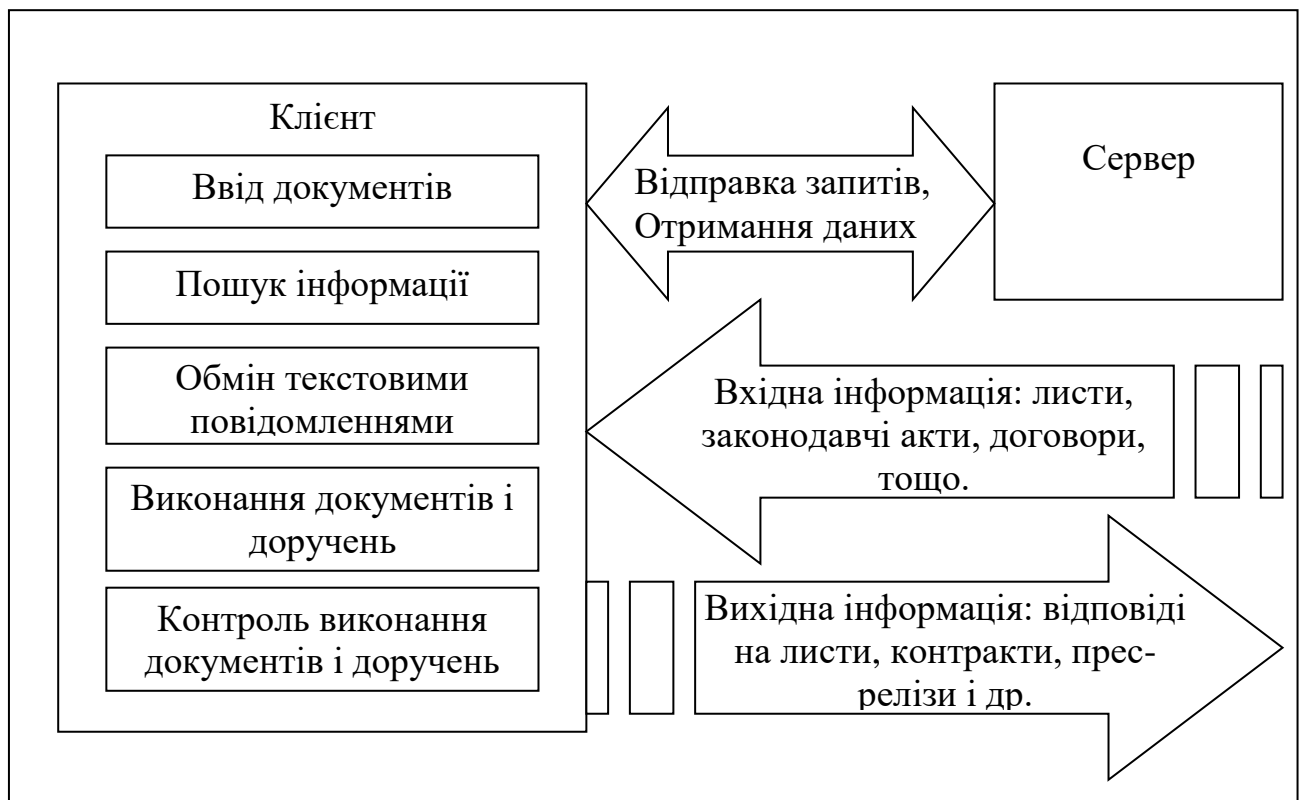 Клієнт
Ввід документів
Пошук інформації
Обмін текстовими
повідомленнями
Виконання документів і
доручень
Контроль виконання
документів і доручень
Відправка запитів,
Отримання даних
Сервер
Вхідна інформація: листи,
законодавчі акти, договори,
тощо.
Вихідна інформація: відповіді
на листи, контракти, прес-
релізи і др.